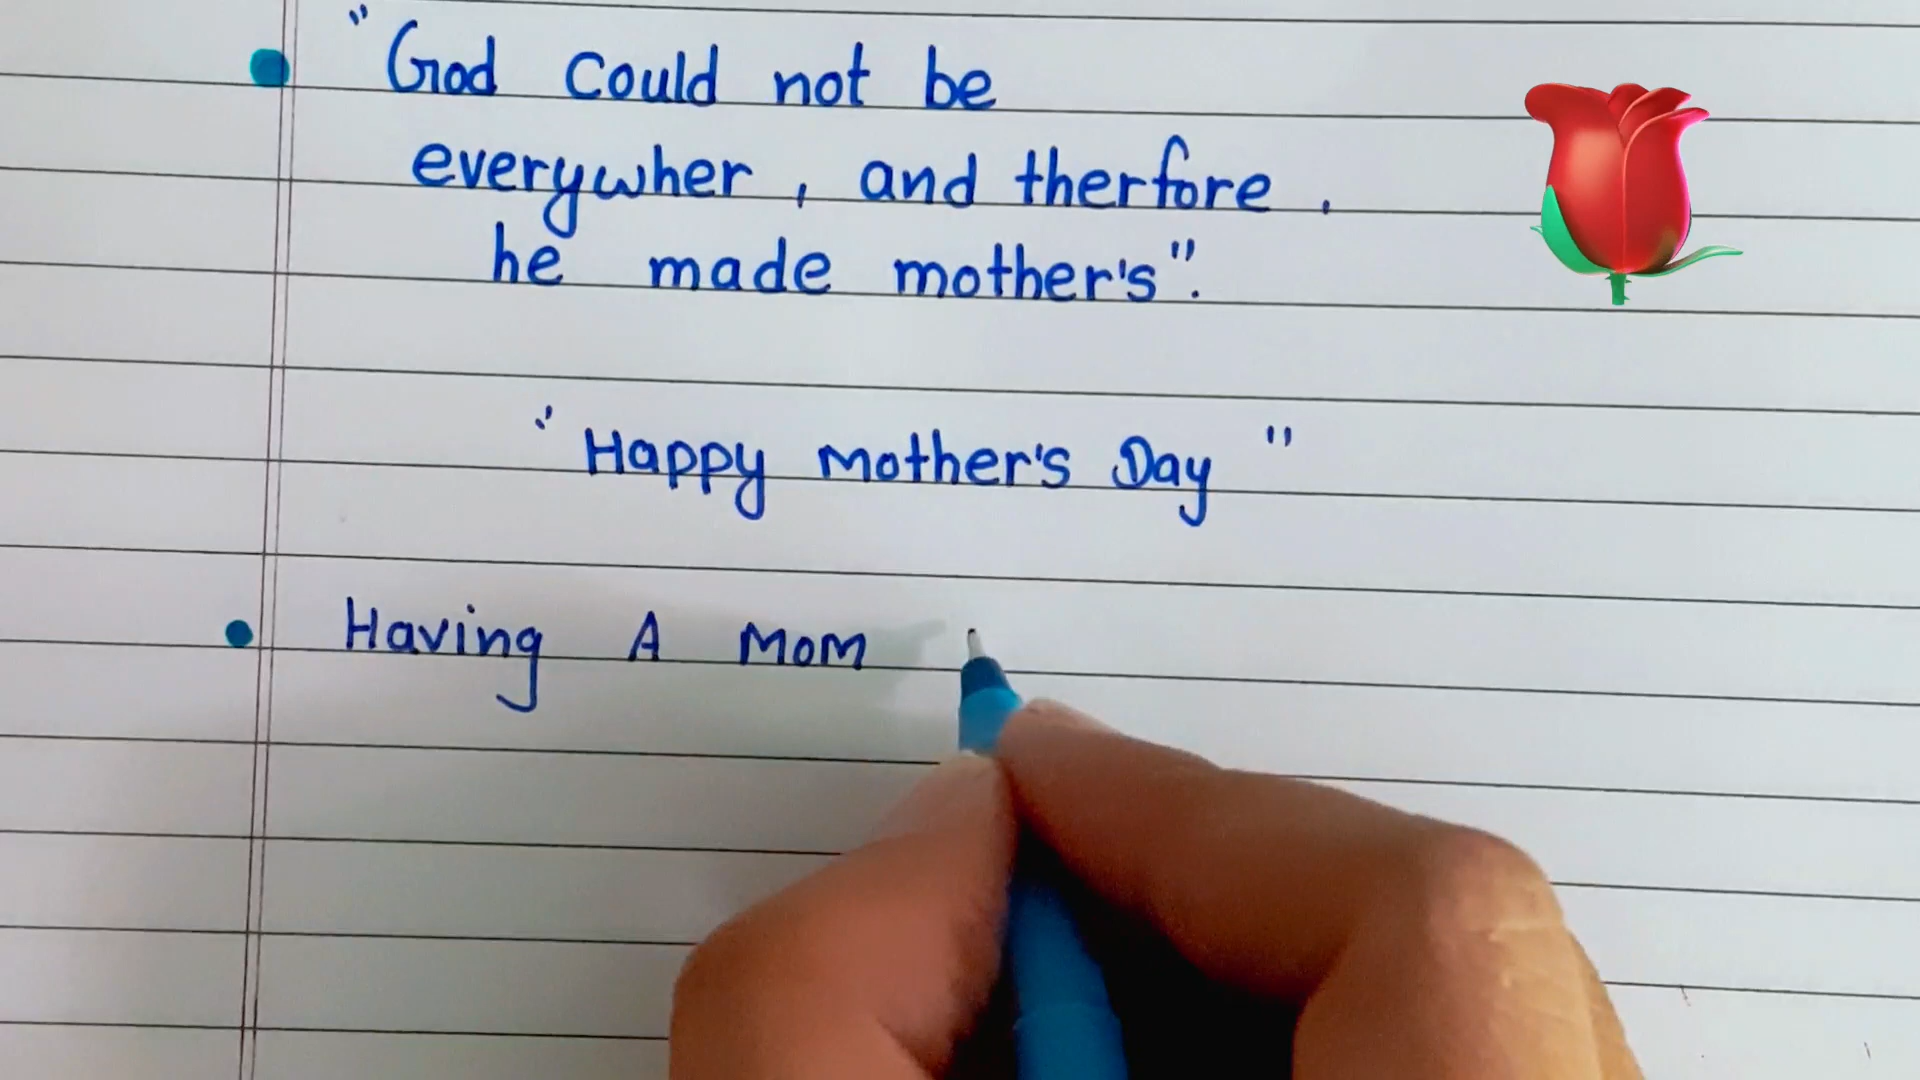 "God could not be
everywher, and therfore.
he made mother's".
"Happy Mother's Day"
Having A Mom